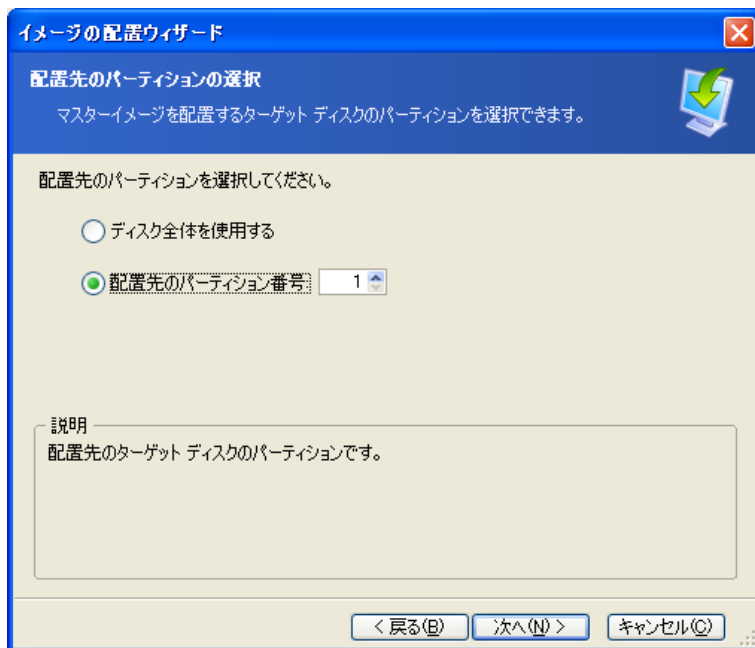 イメージの配置ウィザード
配置先のパーティションの選択
マスターイメージを配置するターゲット ディスクのパーティションを選択できます。
配置先のパーティションを選択してください。
ディスク全体を使用する
配置先のパーティション番号: 1
説明
配置先のターゲット ディスクのパーティションです。
< 戻る(B) 次へ(N) > キャンセル(C)